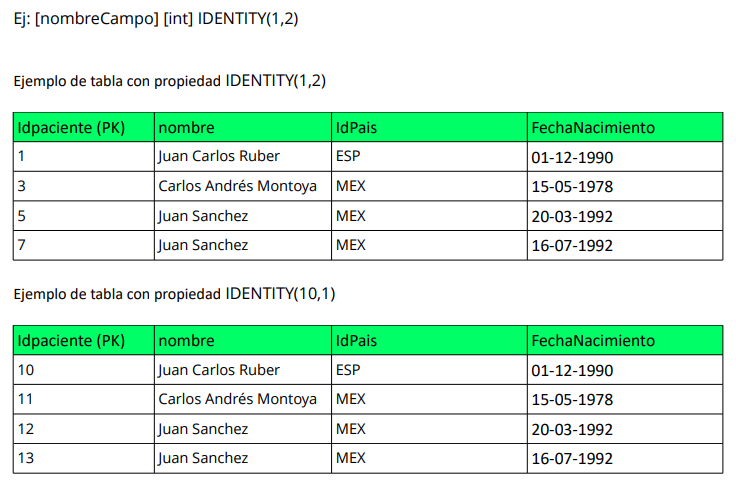 Ej: [nombreCampo] [int] IDENTITY(1,2)
Ejemplo de tabla con propiedad IDENTITY(1,2)
Idpaciente (PK) nombre IdPais FechaNacimiento
1 Juan Carlos Ruber ESP 01-12-1990
3 Carlos Andrés Montoya MEX 15-05-1978
5 Juan Sanchez MEX 20-03-1992
7 Juan Sanchez MEX 16-07-1992
Ejemplo de tabla con propiedad IDENTITY(10,1)
Idpaciente (PK) nombre IdPais FechaNacimiento
10 Juan Carlos Ruber ESP 01-12-1990
11 Carlos Andrés Montoya MEX 15-05-1978
12 Juan Sanchez MEX 20-03-1992
13 Juan Sanchez MEX 16-07-1992